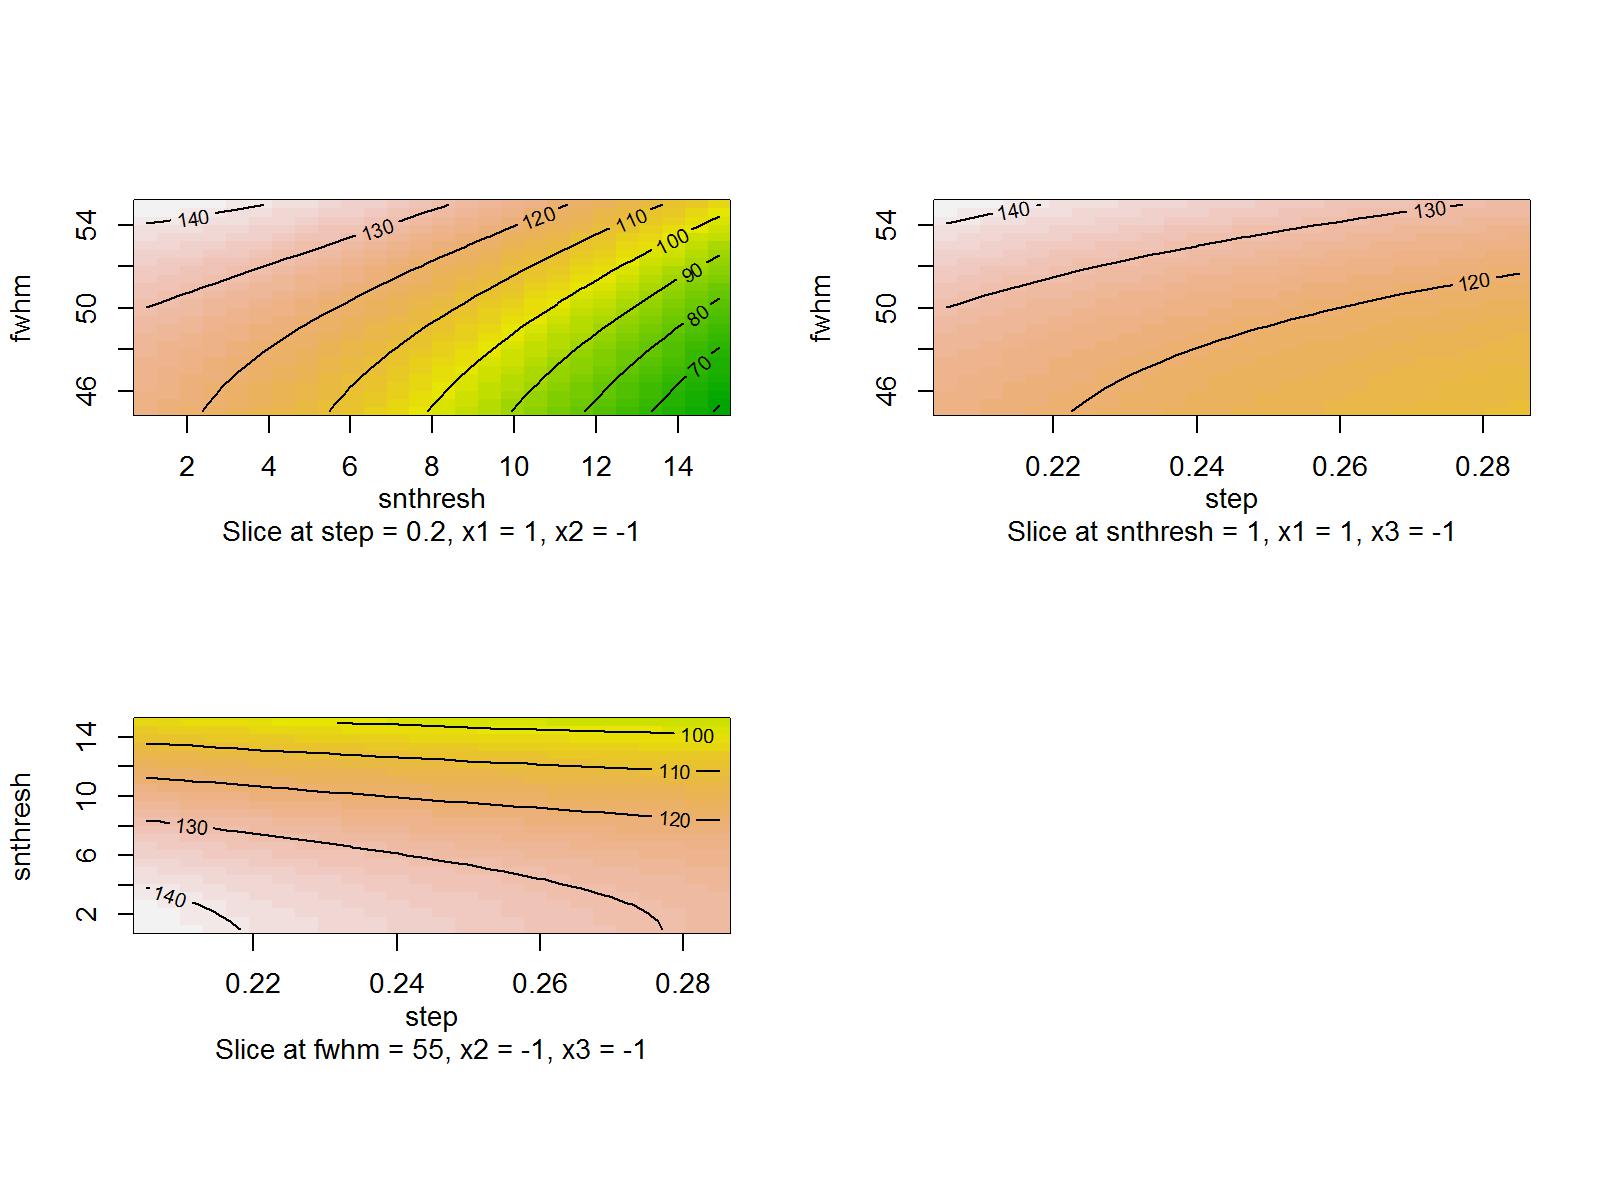 140
130
120
110
100
90
80
70
fwhm
54
50
46
2 4 6 8 10 12 14
snthresh
Slice at step = 0.2, x1 = 1, x2 = -1
140
130
120
fwhm
54
50
46
0.22 0.24 0.26 0.28
step
Slice at snthresh = 1, x1 = 1, x3 = -1
100
110
120
130
140
snthresh
14
10
6
2
0.22 0.24 0.26 0.28
step
Slice at fwhm = 55, x2 = -1, x3 = -1